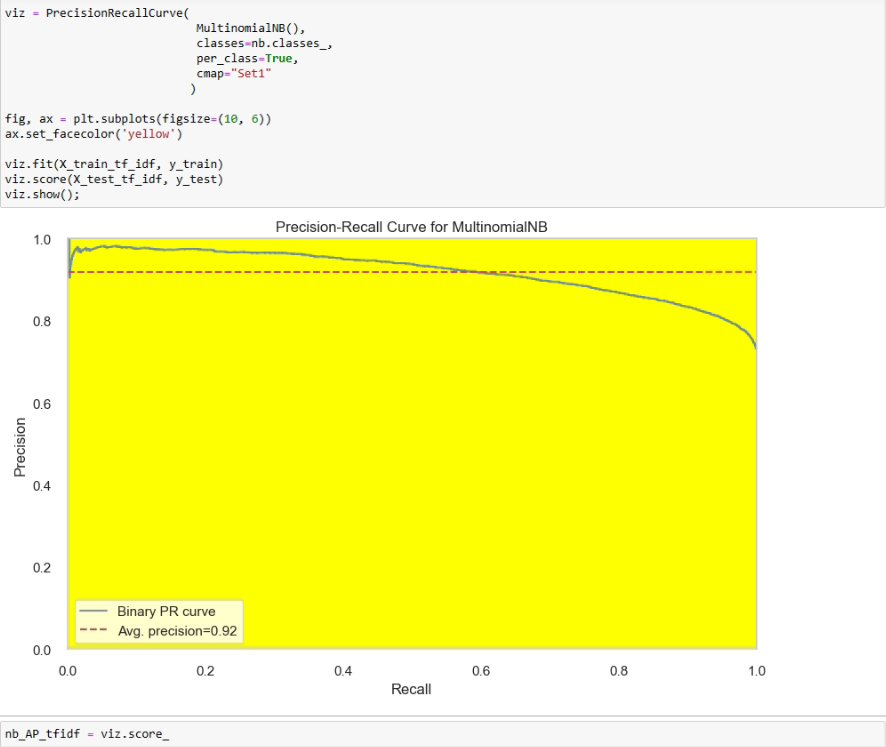 viz = PrecisionRecallCurve(
MultinomialNB(),
classes=nb.classes_,
per_class=True,
cmap="Set1"
)
fig, ax = plt.subplots(figsize=(10, 6))
ax.set_facecolor('yellow')
viz.fit(X_train_tf_idf, y_train)
viz.score(X_test_tf_idf, y_test)
viz.show();
Precision-Recall Curve for MultinomialNB
1.0
0.8
0.6
0.4
0.2
0.0
Precision
Binary PR curve
Avg. precision=0.92
0.0 0.2 0.4 0.6 0.8 1.0
Recall
nb_AP_tfidf = viz.score_